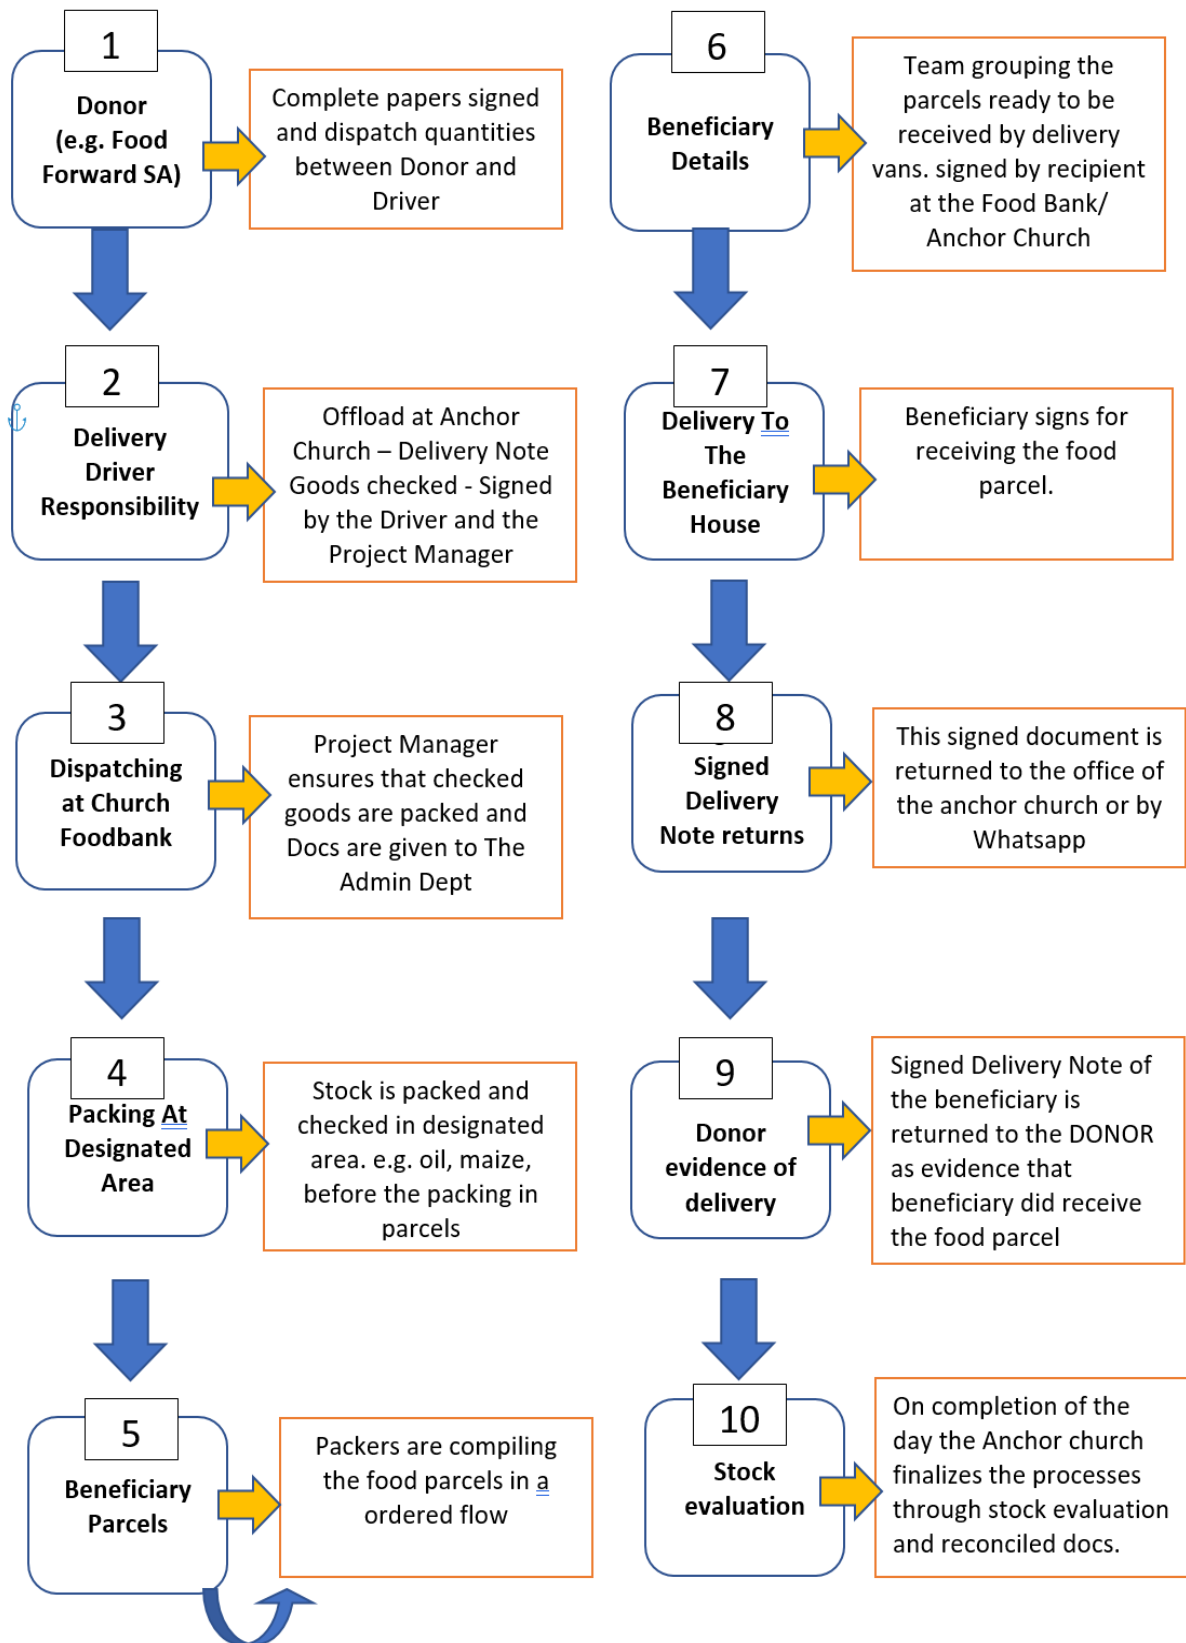 1
Donor
(e.g. Food
Forward SA)
Complete papers signed
and dispatch quantities
between Donor and
Driver
2
Delivery
Driver
Responsibility
Offload at Anchor
Church – Delivery Note
Goods checked - Signed
by the Driver and the
Project Manager
3
Dispatching
at Church
Foodbank
Project Manager
ensures that checked
goods are packed and
Docs are given to The
Admin Dept
4
Packing At
Designated
Area
Stock is packed and
checked in designated
area. e.g. oil, maize,
before the packing in
parcels
5
Beneficiary
Parcels
Packers are compiling
the food parcels in a
ordered flow
6
Beneficiary
Details
Team grouping the
parcels ready to be
received by delivery
vans. signed by recipient
at the Food Bank/
Anchor Church
7
Delivery To
The
Beneficiary
House
Beneficiary signs for
receiving the food
parcel.
8
Signed
Delivery
Note returns
This signed document is
returned to the office of
the anchor church or by
Whatsapp
9
Donor
evidence of
delivery
Signed Delivery Note of
the beneficiary is
returned to the DONOR
as evidence that
beneficiary did receive
the food parcel
10
Stock
evaluation
On completion of the
day the Anchor church
finalizes the processes
through stock evaluation
and reconciled docs.